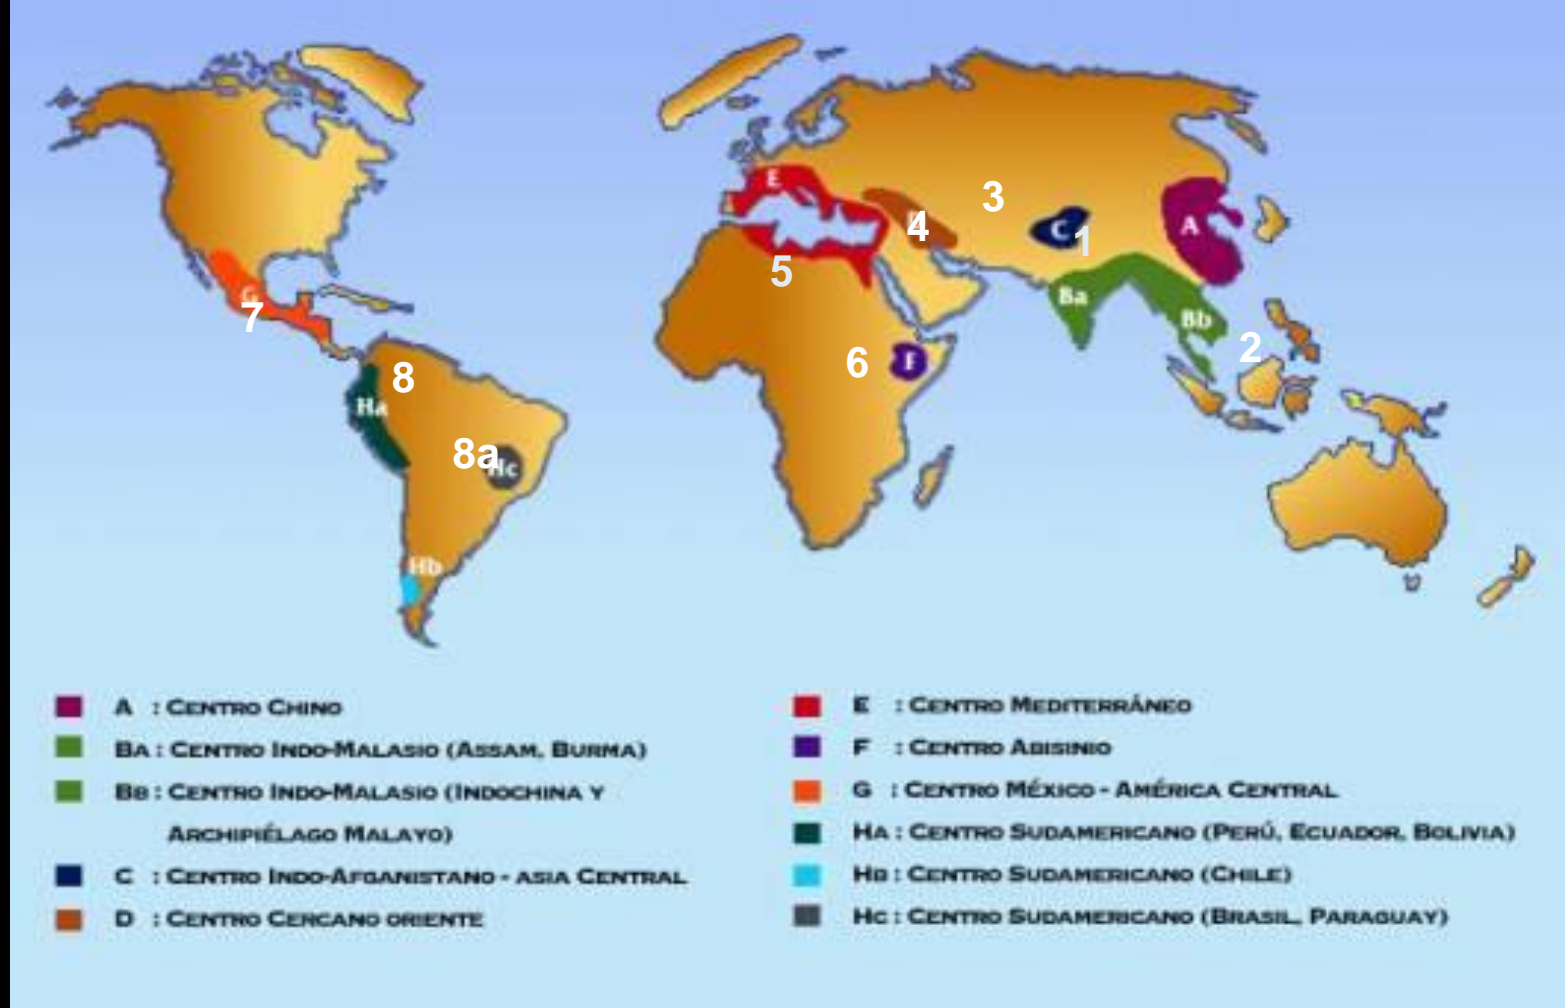 E
3
A
4
C
1
5
G
7
Ba
Bb
2
6
F
8
Ha
8a
Hc
Hb
A : CENTRO CHINO
BA : CENTRO INDO-MALASIO (ASSAM, BURMA)
BB : CENTRO INDO-MALASIO (INDOCHINA Y
ARCHIPIÉLAGO MALAYO)
C : CENTRO INDO-AFGANISTANO - ASIA CENTRAL
D : CENTRO CERCANO ORIENTE
E : CENTRO MEDITERRÁNEO
F : CENTRO ABISINIO
G : CENTRO MÉXICO - AMÉRICA CENTRAL
HA : CENTRO SUDAMERICANO (PERÚ, ECUADOR, BOLIVIA)
HB : CENTRO SUDAMERICANO (CHILE)
HC : CENTRO SUDAMERICANO (BRASIL, PARAGUAY)